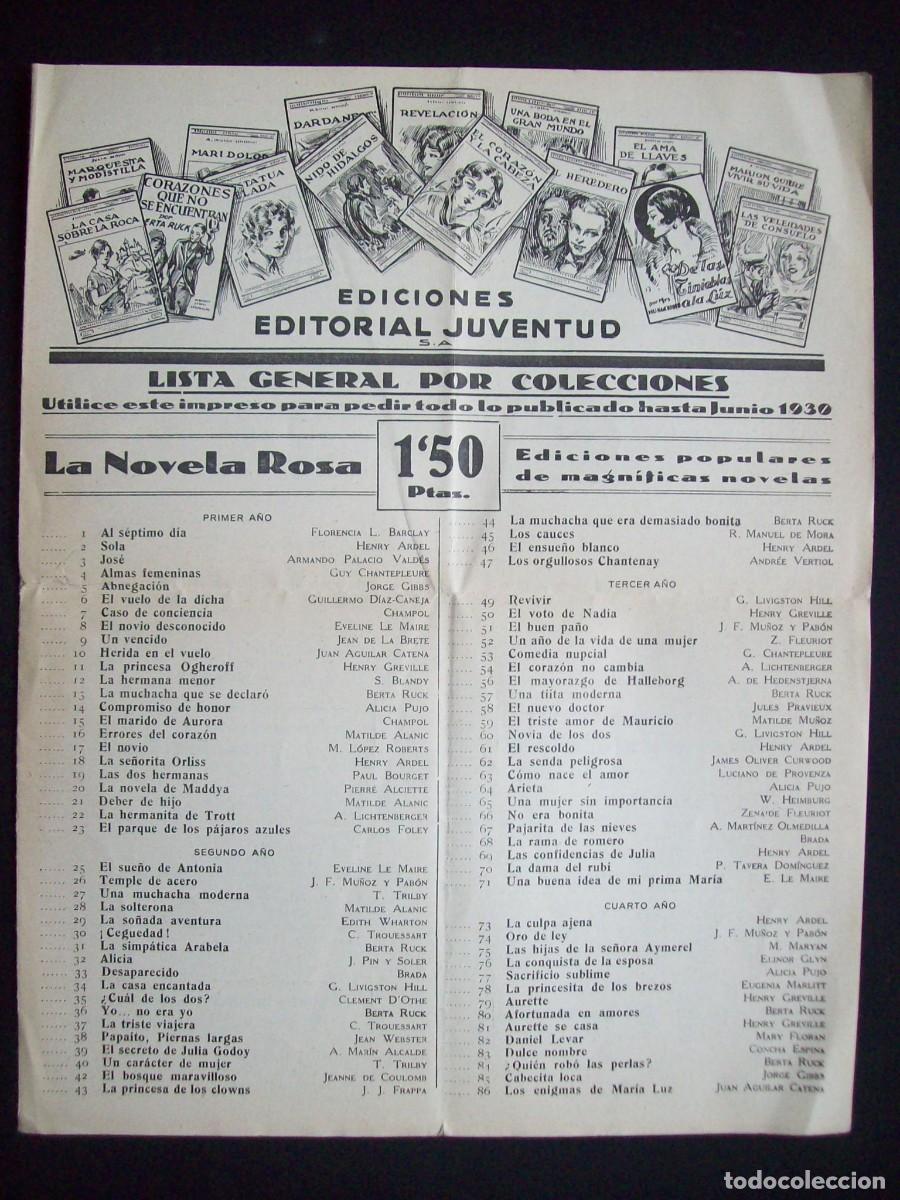 MARQUESITA
Y MODISTILLA
MARI DOLO
DARDANE
REVELACIÓN
UNA BODA EN EL
GRAN MUNDO
EL AMA
DE LLAVES
MARION QUIERE
VIVIR SU VIDA
LA CASA
SOBRE LA ROCA
CORAZONES
QUE NO
SE ENCUENTRAN
por
BERTA RUCK
TATUA
LADA
NIDO DE
HIDALGOS
EL CORAZÓN
Y LA CABEZA
HEREDERO
De las
Tinieblas
a la Luz
LAS VELEIDADES
DE CONSUELO
EDICIONES
EDITORIAL JUVENTUD
S.A
LISTA GENERAL POR COLECCIONES
Utilice este impreso para pedir todo lo publicado hasta Junio 1930
La Novela Rosa
1'50
Ptas.
Ediciones populares
de magníficas novelas
PRIMER AÑO
...... 1 Al séptimo día FLORENCIA L. BARCLAY
...... 2 Sola HENRY ARDEL
...... 3 José ARMANDO PALACIO VALDÉS
...... 4 Almas femeninas GUY CHANTEPLEURE
...... 5 Abnegación JORGE GIBBS
...... 6 El vuelo de la dicha GUILLERMO DÍAZ-CANEJA
...... 7 Caso de conciencia CHAMPOL
...... 8 El novio desconocido EVELINE LE MAIRE
...... 9 Un vencido JEAN DE LA BRETE
...... 10 Herida en el vuelo JUAN AGUILAR CATENA
...... 11 La princesa Ogheroff HENRY GREVILLE
...... 12 La hermana menor S. BLANDY
...... 13 La muchacha que se declaró BERTA RUCK
...... 14 Compromiso de honor ALICIA PUJO
...... 15 El marido de Aurora CHAMPOL
...... 16 Errores del corazón MATILDE ALANIC
...... 17 El novio M. LÓPEZ ROBERTS
...... 18 La señorita Orliss HENRY ARDEL
...... 19 Las dos hermanas PAUL BOURGET
...... 20 La novela de Maddya PIERRE ALCIETTE
...... 21 Deber de hijo MATILDE ALANIC
...... 22 La hermanita de Trott A. LICHTENBERGER
...... 23 El parque de los pájaros azules CARLOS FOLEY
SEGUNDO AÑO
...... 25 El sueño de Antonia EVELINE LE MAIRE
...... 26 Temple de acero J. F. MUÑOZ Y PABÓN
...... 27 Una muchacha moderna T. TRILBY
...... 28 La solterona MATILDE ALANIC
...... 29 La soñada aventura EDITH WHARTON
...... 30 ¡Ceguedad! C. TROUESSART
...... 31 La simpática Arabela BERTA RUCK
...... 32 Alicia J. PIN Y SOLER
...... 33 Desaparecido BRADA
...... 34 La casa encantada G. LIVIGSTON HILL
...... 35 ¿Cuál de los dos? CLEMENT D'OTHE
...... 36 Yo... no era yo BERTA RUCK
...... 37 La triste viajera C. TROUESSART
...... 38 Papaíto, Piernas largas JEAN WEBSTER
...... 39 El secreto de Julia Godoy A. MARÍN ALCALDE
...... 40 Un carácter de mujer T. TRILBY
...... 42 El bosque maravilloso JEANNE DE COULOMB
...... 43 La princesa de los clowns J. J. FRAPPA
...... 44 La muchacha que era demasiado bonita BERTA RUCK
...... 45 Los cauces R. MANUEL DE MORA
...... 46 El ensueño blanco HENRY ARDEL
...... 47 Los orgullosos Chantenay ANDRÉE VERTIOL
TERCER AÑO
...... 49 Revivir G. LIVIGSTON HILL
...... 50 El voto de Nadia HENRY GREVILLE
...... 51 El buen paño J. F. MUÑOZ Y PABÓN
...... 52 Un año de la vida de una mujer Z. FLEURIOT
...... 53 Comedia nupcial G. CHANTEPLEURE
...... 54 El corazón no cambia A. LICHTENBERGER
...... 56 El mayorazgo de Halleborg A. DE HEDENSTJERNA
...... 57 Una tiita moderna BERTA RUCK
...... 58 El nuevo doctor JULES PRAVIEUX
...... 59 El triste amor de Mauricio MATILDE MUÑOZ
...... 60 Novia de los dos G. LIVIGSTON HILL
...... 61 El rescoldo HENRY ARDEL
...... 62 La senda peligrosa JAMES OLIVER CURWOOD
...... 63 Cómo nace el amor LUCIANO DE PROVENZA
...... 64 Arieta ALICIA PUJO
...... 65 Una mujer sin importancia W. HEIMBURG
...... 66 No era bonita ZENAIDE FLEURIOT
...... 67 Pajarita de las nieves A. MARTÍNEZ OLMEDILLA
...... 68 La rama de romero BRADA
...... 69 Las confidencias de Julia HENRY ARDEL
...... 70 La dama del rubí P. TAVERA DOMÍNGUEZ
...... 71 Una buena idea de mi prima María E. LE MAIRE
CUARTO AÑO
...... 73 La culpa ajena HENRY ARDEL
...... 74 Oro de ley J. F. MUÑOZ Y PABÓN
...... 75 Las hijas de la señora Aymerel M. MARYAN
...... 76 La conquista de la esposa ELINOR GLYN
...... 77 Sacrificio sublime ALICIA PUJO
...... 78 La princesita de los brezos EUGENIA MARLITT
...... 79 Aurette HENRY GREVILLE
...... 80 Afortunada en amores BERTA RUCK
...... 81 Aurette se casa HENRY GREVILLE
...... 82 Daniel Levar MARY FLORAN
...... 83 Dulce nombre CONCHA ESPINA
...... 84 ¿Quién robó las perlas? BERTA RUCK
...... 85 Cabecita loca JORGE GIBBS
...... 86 Los enigmas de María Luz JUAN AGUILAR CATENA
todocoleccion